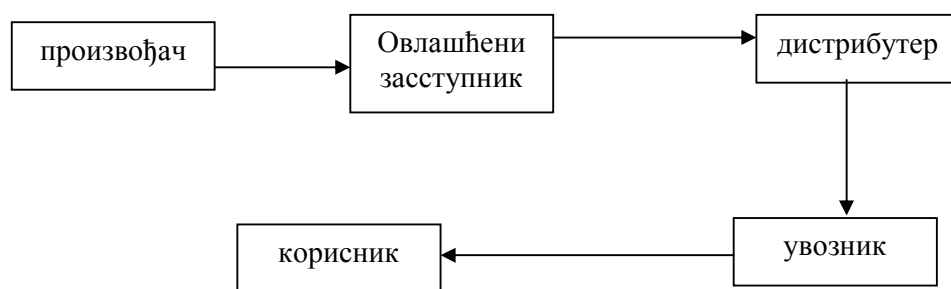 произвођач
Овлашћени
засступник
дистрибутер
увозник
корисник